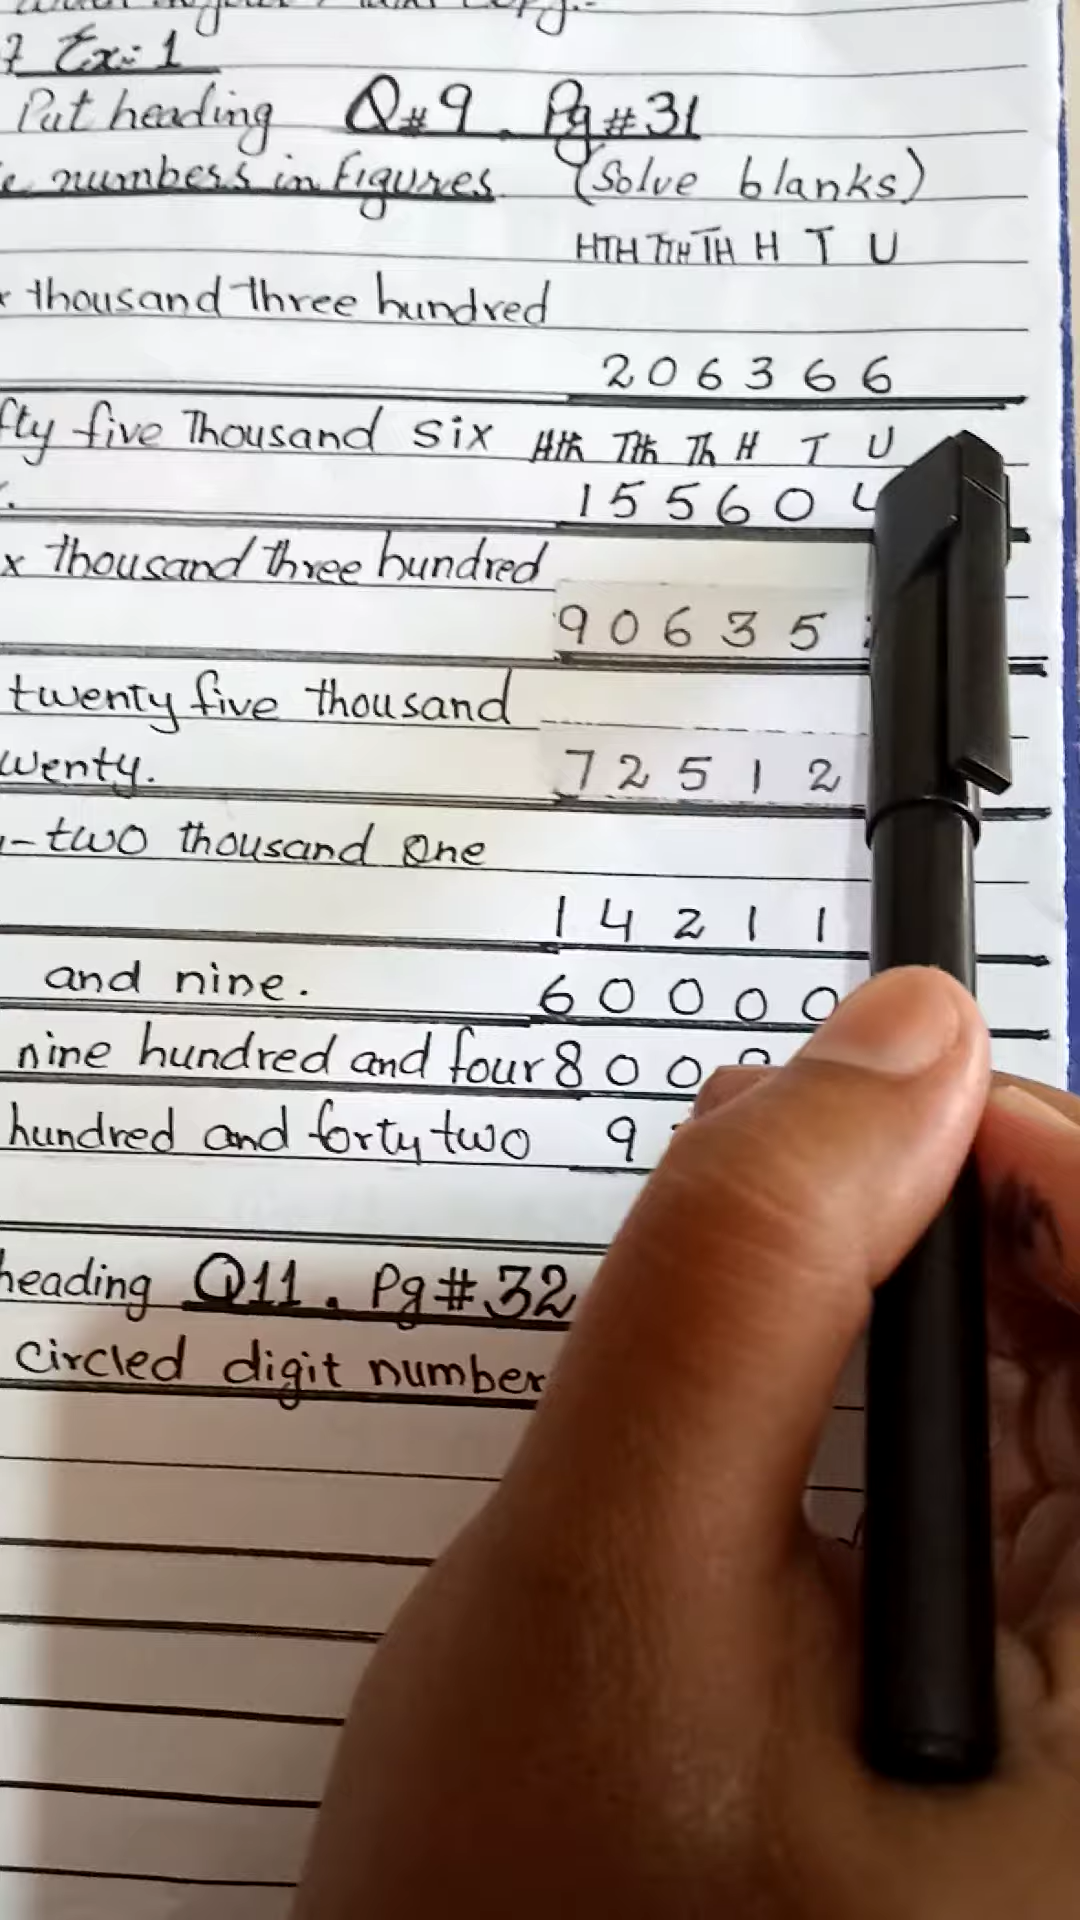 Ex: 1
Put heading Q#9. Pg#31
numbers in figures. (Solve blanks)
HTH TTH TH H T U
thousand three hundred
206366
five Thousand six Hth Tth Th H T U
155604
thousand three hundred
90635
twenty five thousand
72512
two thousand One
14211
and nine. 60000
nine hundred and four 800
hundred and forty two 9
heading Q11. Pg#32
circled digit number